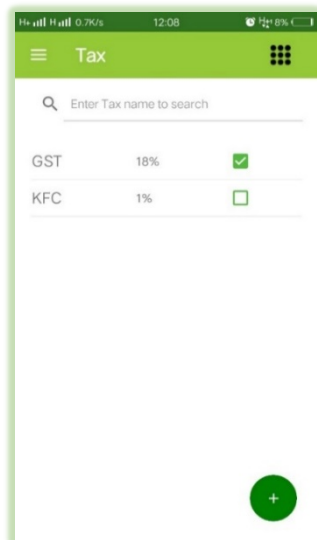 H+ H 0.7K/s 12:08 8%
Tax
Enter Tax name to search
GST 18%
KFC 1%
+